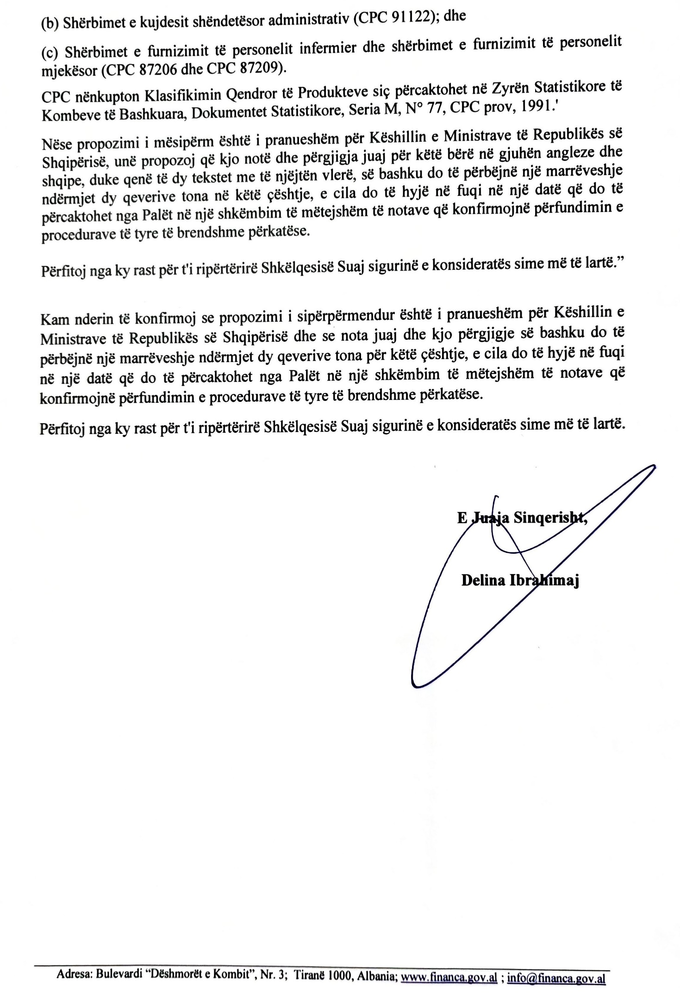 (b) Shërbimet e kujdesit shëndetësor administrativ (CPC 91122); dhe
(c) Shërbimet e furnizimit të personelit infermier dhe shërbimet e furnizimit të personelit
mjekësor (CPC 87206 dhe CPC 87209).
CPC nënkupton Klasifikimin Qendror të Produkteve siç përcaktohet në Zyrën Statistikore të
Kombeve të Bashkuara, Dokumentet Statistikore, Seria M, N° 77, CPC prov, 1991.'
Nëse propozimi i mësipërm është i pranueshëm për Këshillin e Ministrave të Republikës së
Shqipërisë, unë propozoj që kjo notë dhe përgjigja juaj për këtë bërë në gjuhën angleze dhe
shqipe, duke qenë të dy tekstet me të njëjtën vlerë, së bashku do të përbëjnë një marrëveshje
ndërmjet dy qeverive tona në këtë çështje, e cila do të hyjë në fuqi në një datë që do të
përcaktohet nga Palët në një shkëmbim të mëtejshëm të notave që konfirmojnë përfundimin e
procedurave të tyre të brendshme përkatëse.
Përfitoj nga ky rast për t'i ripërtërirë Shkëlqesisë Suaj sigurinë e konsideratës sime më të lartë.”
Kam nderin të konfirmoj se propozimi i sipërpërmendur është i pranueshëm për Këshillin e
Ministrave të Republikës së Shqipërisë dhe se nota juaj dhe kjo përgjigje së bashku do të
përbëjnë një marrëveshje ndërmjet dy qeverive tona për këtë çështje, e cila do të hyjë në fuqi
në një datë që do të përcaktohet nga Palët në një shkëmbim të mëtejshëm të notave që
konfirmojnë përfundimin e procedurave të tyre të brendshme përkatëse.
Përfitoj nga ky rast për t'i ripërtërirë Shkëlqesisë Suaj sigurinë e konsideratës sime më të lartë.
E Juaja Sinqerisht,
Delina Ibrahimaj
Adresa: Bulevardi “Dëshmorët e Kombit”, Nr. 3; Tiranë 1000, Albania; www.financa.gov.al ; info@financa.gov.al